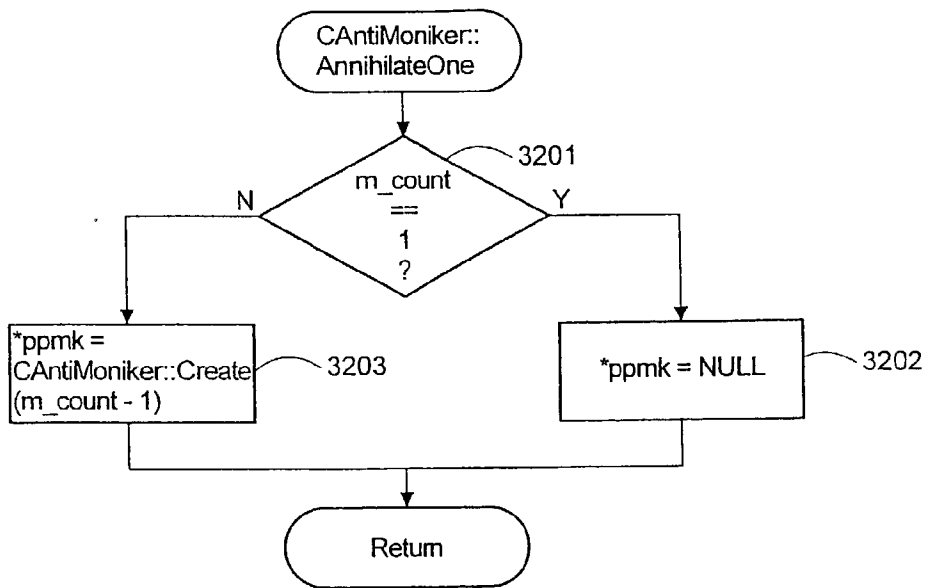 CAntiMoniker::
AnnihilateOne
3201
m_count
==
1
?
N
Y
*ppmk =
CAntiMoniker::Create
(m_count - 1)
3203
*ppmk = NULL
3202
Return